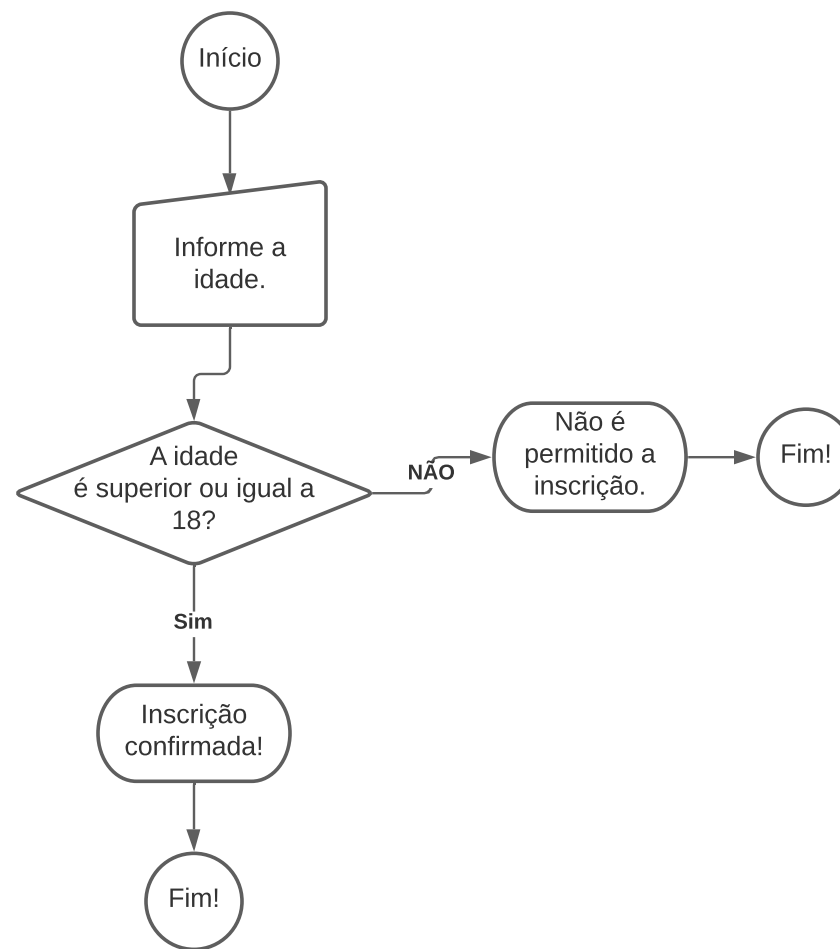 Início
Informe a
idade.
A idade
é superior ou igual a
18?
NÃO
Não é
permitido a
inscrição.
Fim!
Sim
Inscrição
confirmada!
Fim!